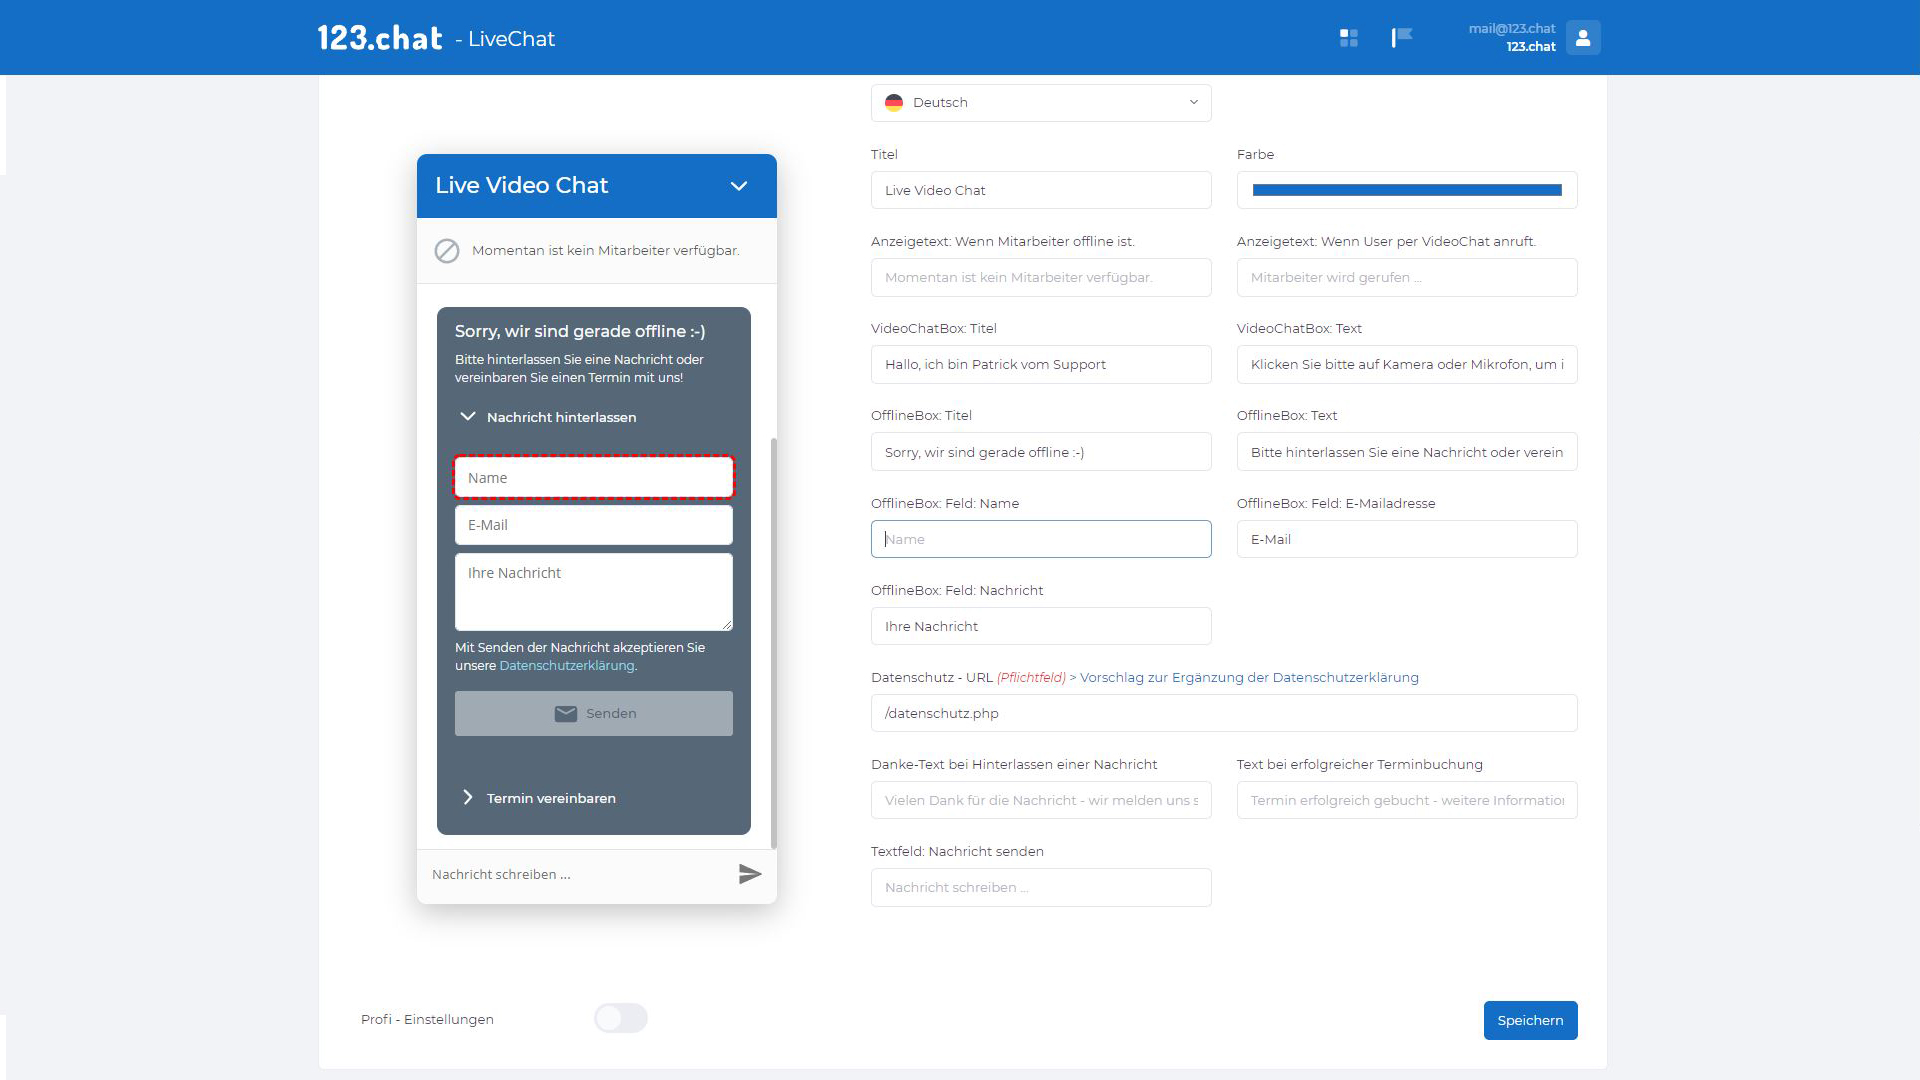 123.chat - LiveChat
mail@123.chat
123.chat
Deutsch
Live Video Chat
Momentan ist kein Mitarbeiter verfügbar.
Sorry, wir sind gerade offline :-)
Bitte hinterlassen Sie eine Nachricht oder
vereinbaren Sie einen Termin mit uns!
Nachricht hinterlassen
Name
E-Mail
Ihre Nachricht
Mit Senden der Nachricht akzeptieren Sie
unsere Datenschutzerklärung.
Senden
Termin vereinbaren
Nachricht schreiben ...
Titel
Farbe
Live Video Chat
Anzeigetext: Wenn Mitarbeiter offline ist.
Anzeigetext: Wenn User per VideoChat anruft.
Momentan ist kein Mitarbeiter verfügbar.
Mitarbeiter wird gerufen ...
VideoChatBox: Titel
VideoChatBox: Text
Hallo, ich bin Patrick vom Support
Klicken Sie bitte auf Kamera oder Mikrofon, um i
OfflineBox: Titel
OfflineBox: Text
Sorry, wir sind gerade offline :-)
Bitte hinterlassen Sie eine Nachricht oder verein
OfflineBox: Feld: Name
OfflineBox: Feld: E-Mailadresse
Name
E-Mail
OfflineBox: Feld: Nachricht
Ihre Nachricht
Datenschutz - URL (Pflichtfeld) > Vorschlag zur Ergänzung der Datenschutzerklärung
/datenschutz.php
Danke-Text bei Hinterlassen einer Nachricht
Text bei erfolgreicher Terminbuchung
Vielen Dank für die Nachricht - wir melden uns s
Termin erfolgreich gebucht - weitere Information
Textfeld: Nachricht senden
Nachricht schreiben ...
Profi - Einstellungen
Speichern